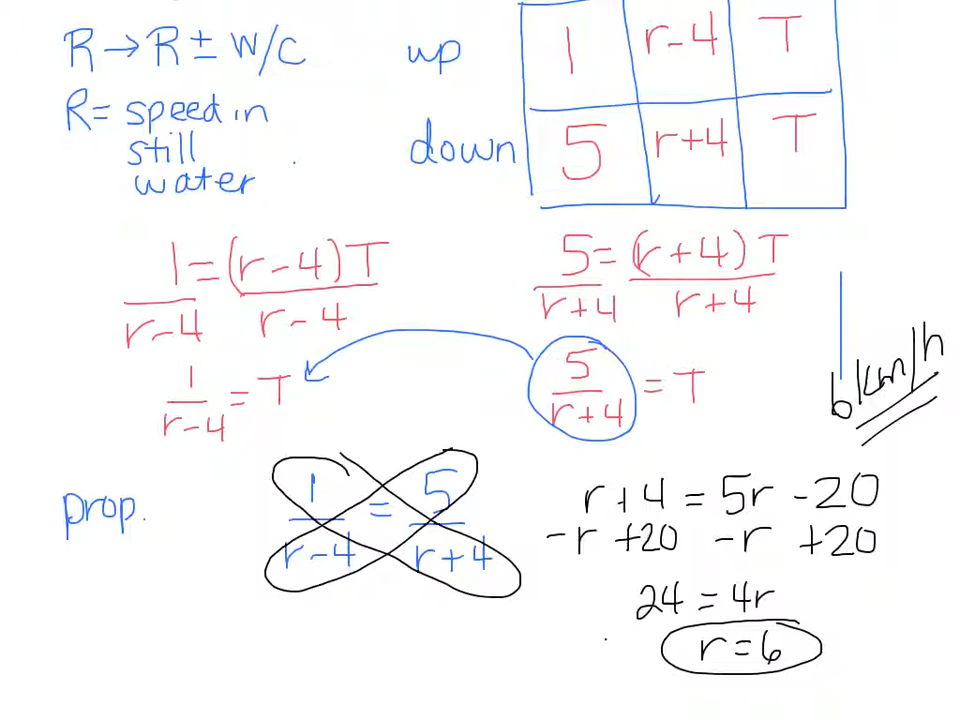 R → R ± W/C
R = speed in
still
water
up 1 r-4 T
down 5 r+4 T
1 = (r-4) T
r-4 r-4
1/(r-4) = T
5 = (r+4) T
r+4 r+4
5/(r+4) = T
6 km/h
prop. 1/(r-4) = 5/(r+4)
r+4 = 5r -20
-r +20 -r +20
24 = 4r
r = 6